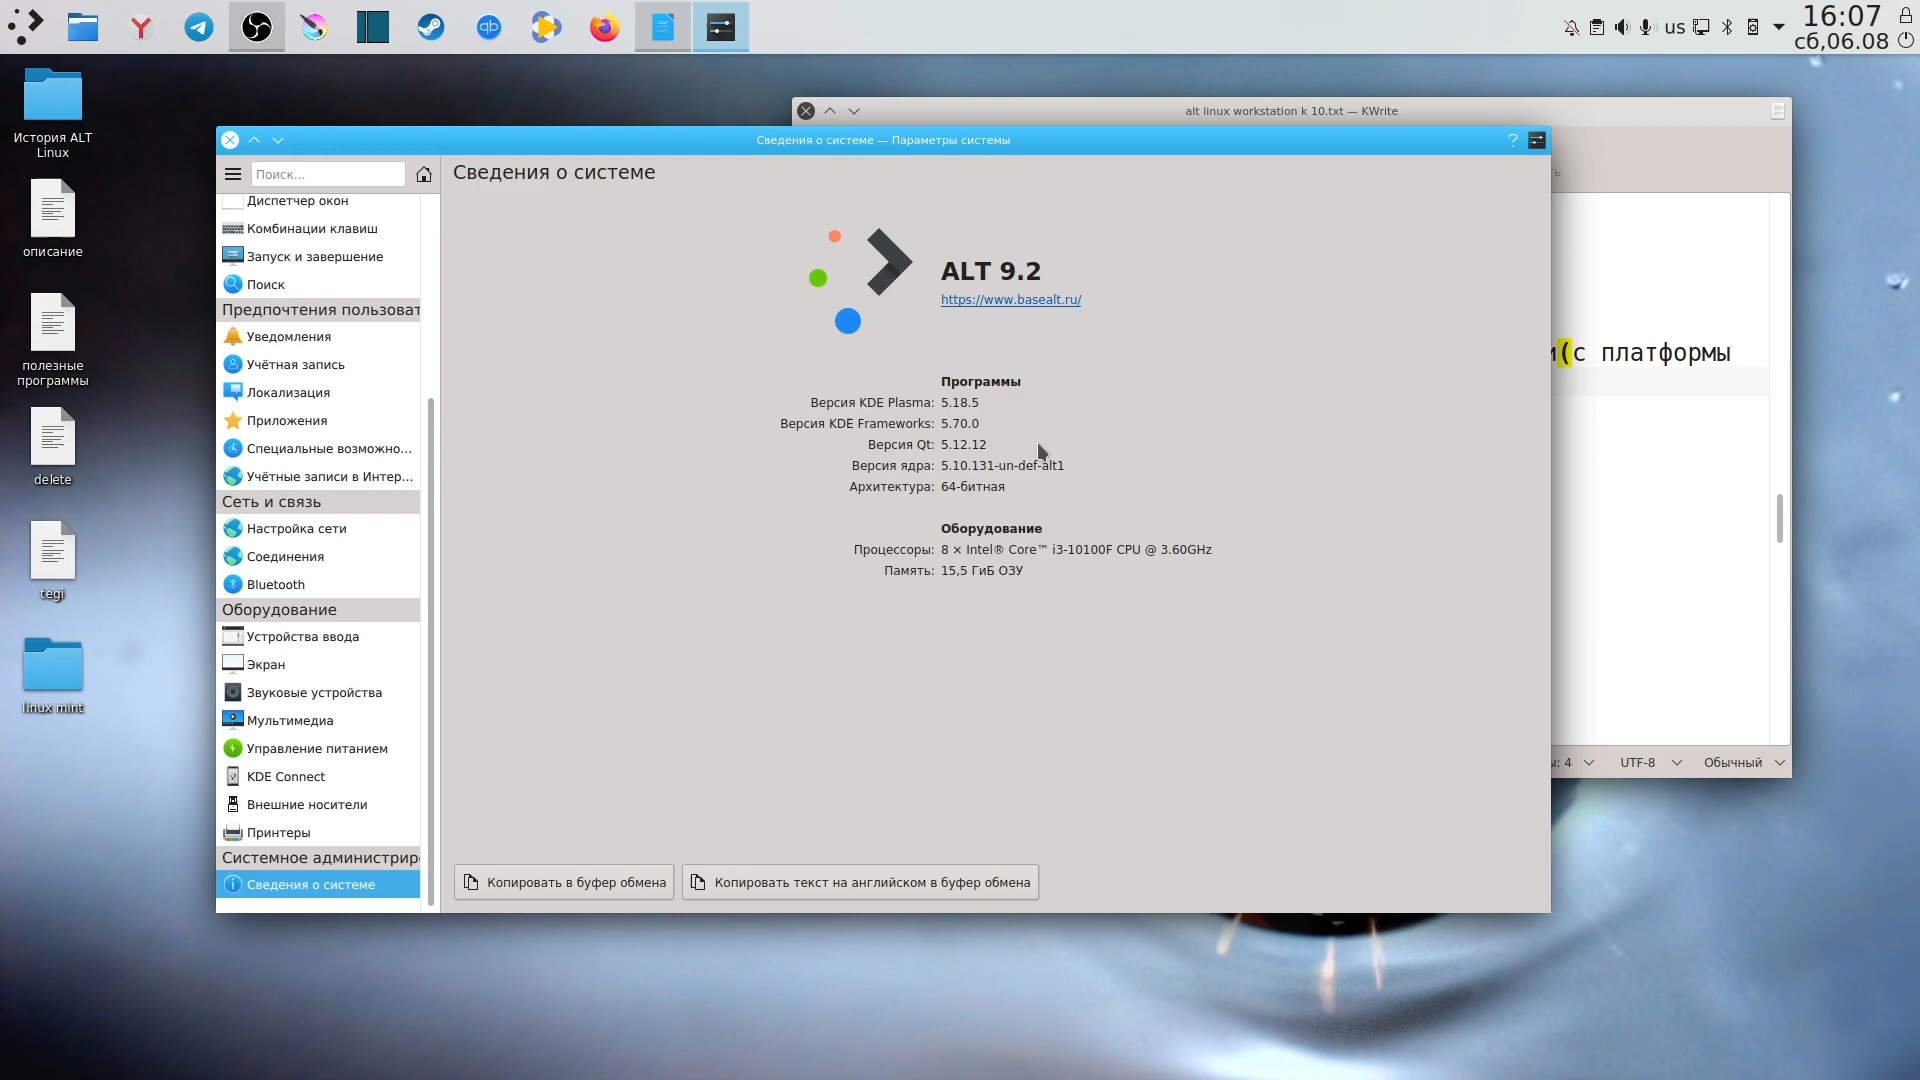 us
16:07
сб,06.08
История ALT
Linux
описание
полезные
программы
delete
tegi
linux mint
alt linux workstation k 10.txt — KWrite
Сведения о системе — Параметры системы
?
Поиск...
Сведения о системе
Диспетчер окон
Комбинации клавиш
Запуск и завершение
Поиск
Предпочтения пользоват
Уведомления
Учётная запись
Локализация
Приложения
Специальные возможно...
Учётные записи в Интер...
Сеть и связь
Настройка сети
Соединения
Bluetooth
Оборудование
Устройства ввода
Экран
Звуковые устройства
Мультимедиа
Управление питанием
KDE Connect
Внешние носители
Принтеры
Системное администрир
Сведения о системе
ALT 9.2
https://www.basealt.ru/
Программы
Версия KDE Plasma: 5.18.5
Версия KDE Frameworks: 5.70.0
Версия Qt: 5.12.12
Версия ядра: 5.10.131-un-def-alt1
Архитектура: 64-битная
Оборудование
Процессоры: 8 × Intel® Core™ i3-10100F CPU @ 3.60GHz
Память: 15,5 ГиБ ОЗУ
Копировать в буфер обмена
Копировать текст на английском в буфер обмена
(с платформы
: 4
UTF-8
Обычный